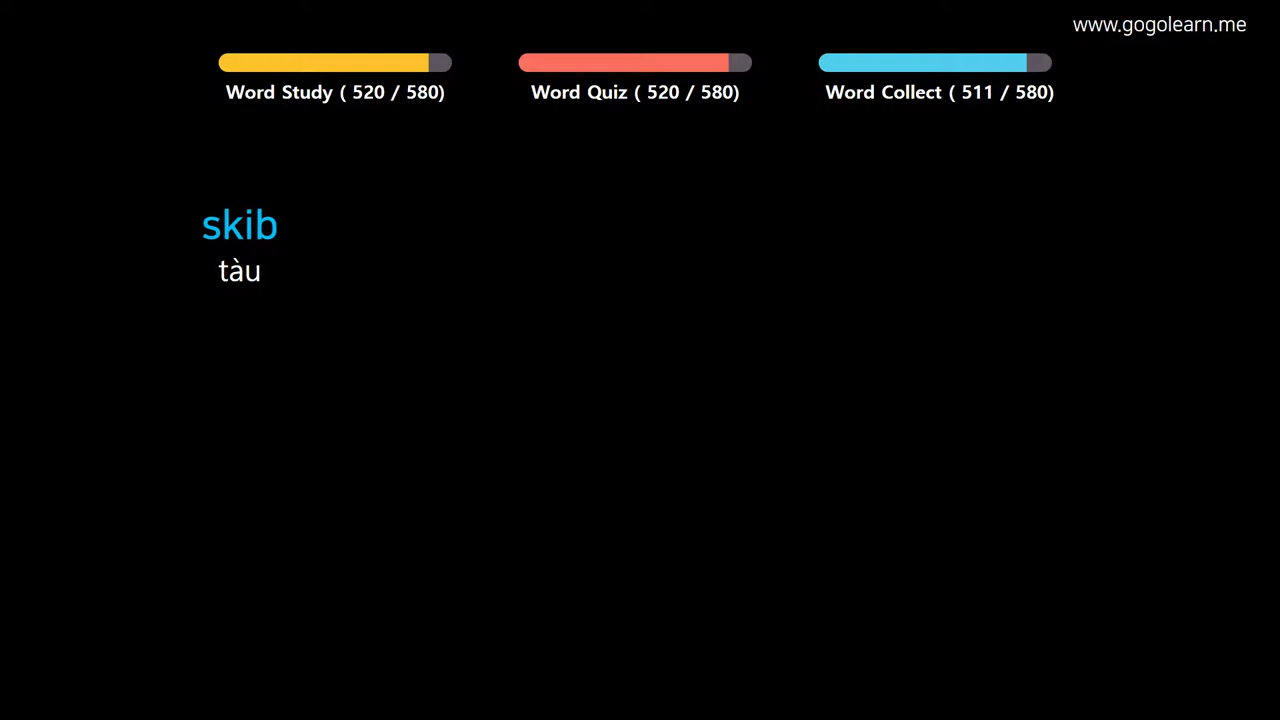 www.gogolearn.me
Word Study ( 520 / 580)
Word Quiz ( 520 / 580)
Word Collect ( 511 / 580)
skib
tàu